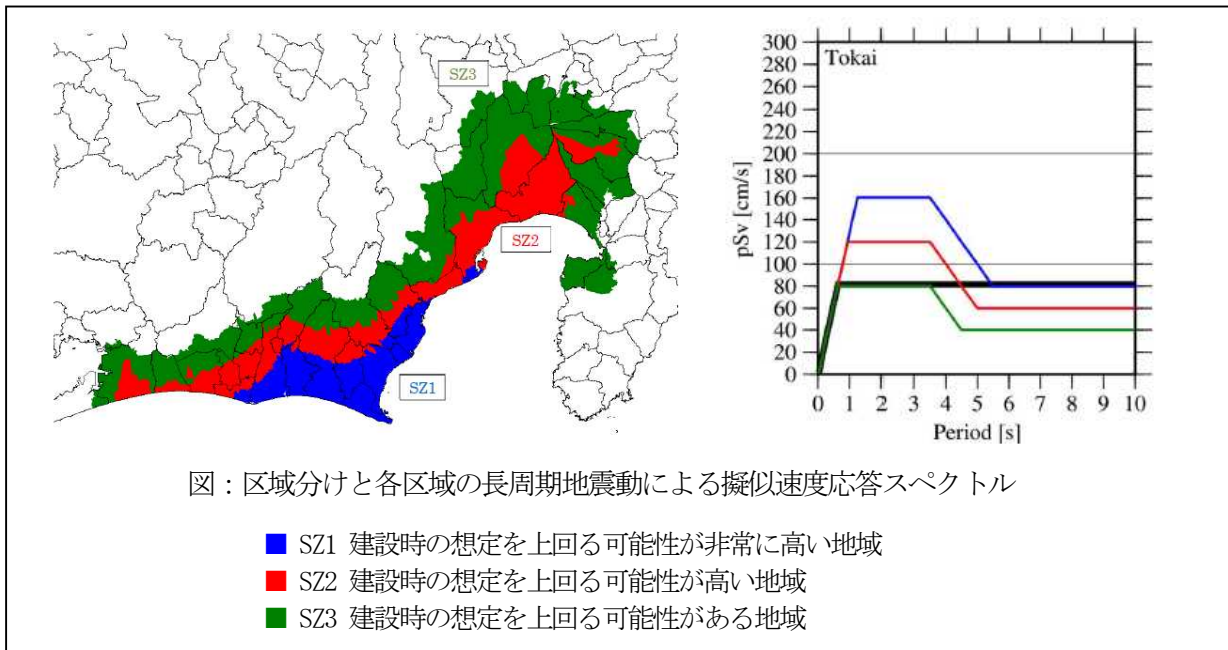 SZ3
SZ2
SZ1
Tokai
300
280
260
240
220
200
180
160
140
120
100
80
60
40
20
0
pSv [cm/s]
0 1 2 3 4 5 6 7 8 9 10
Period [s]
図：区域分けと各区域の長周期地震動による擬似速度応答スペクトル
SZ1 建設時の想定を上回る可能性が非常に高い地域
SZ2 建設時の想定を上回る可能性が高い地域
SZ3 建設時の想定を上回る可能性がある地域